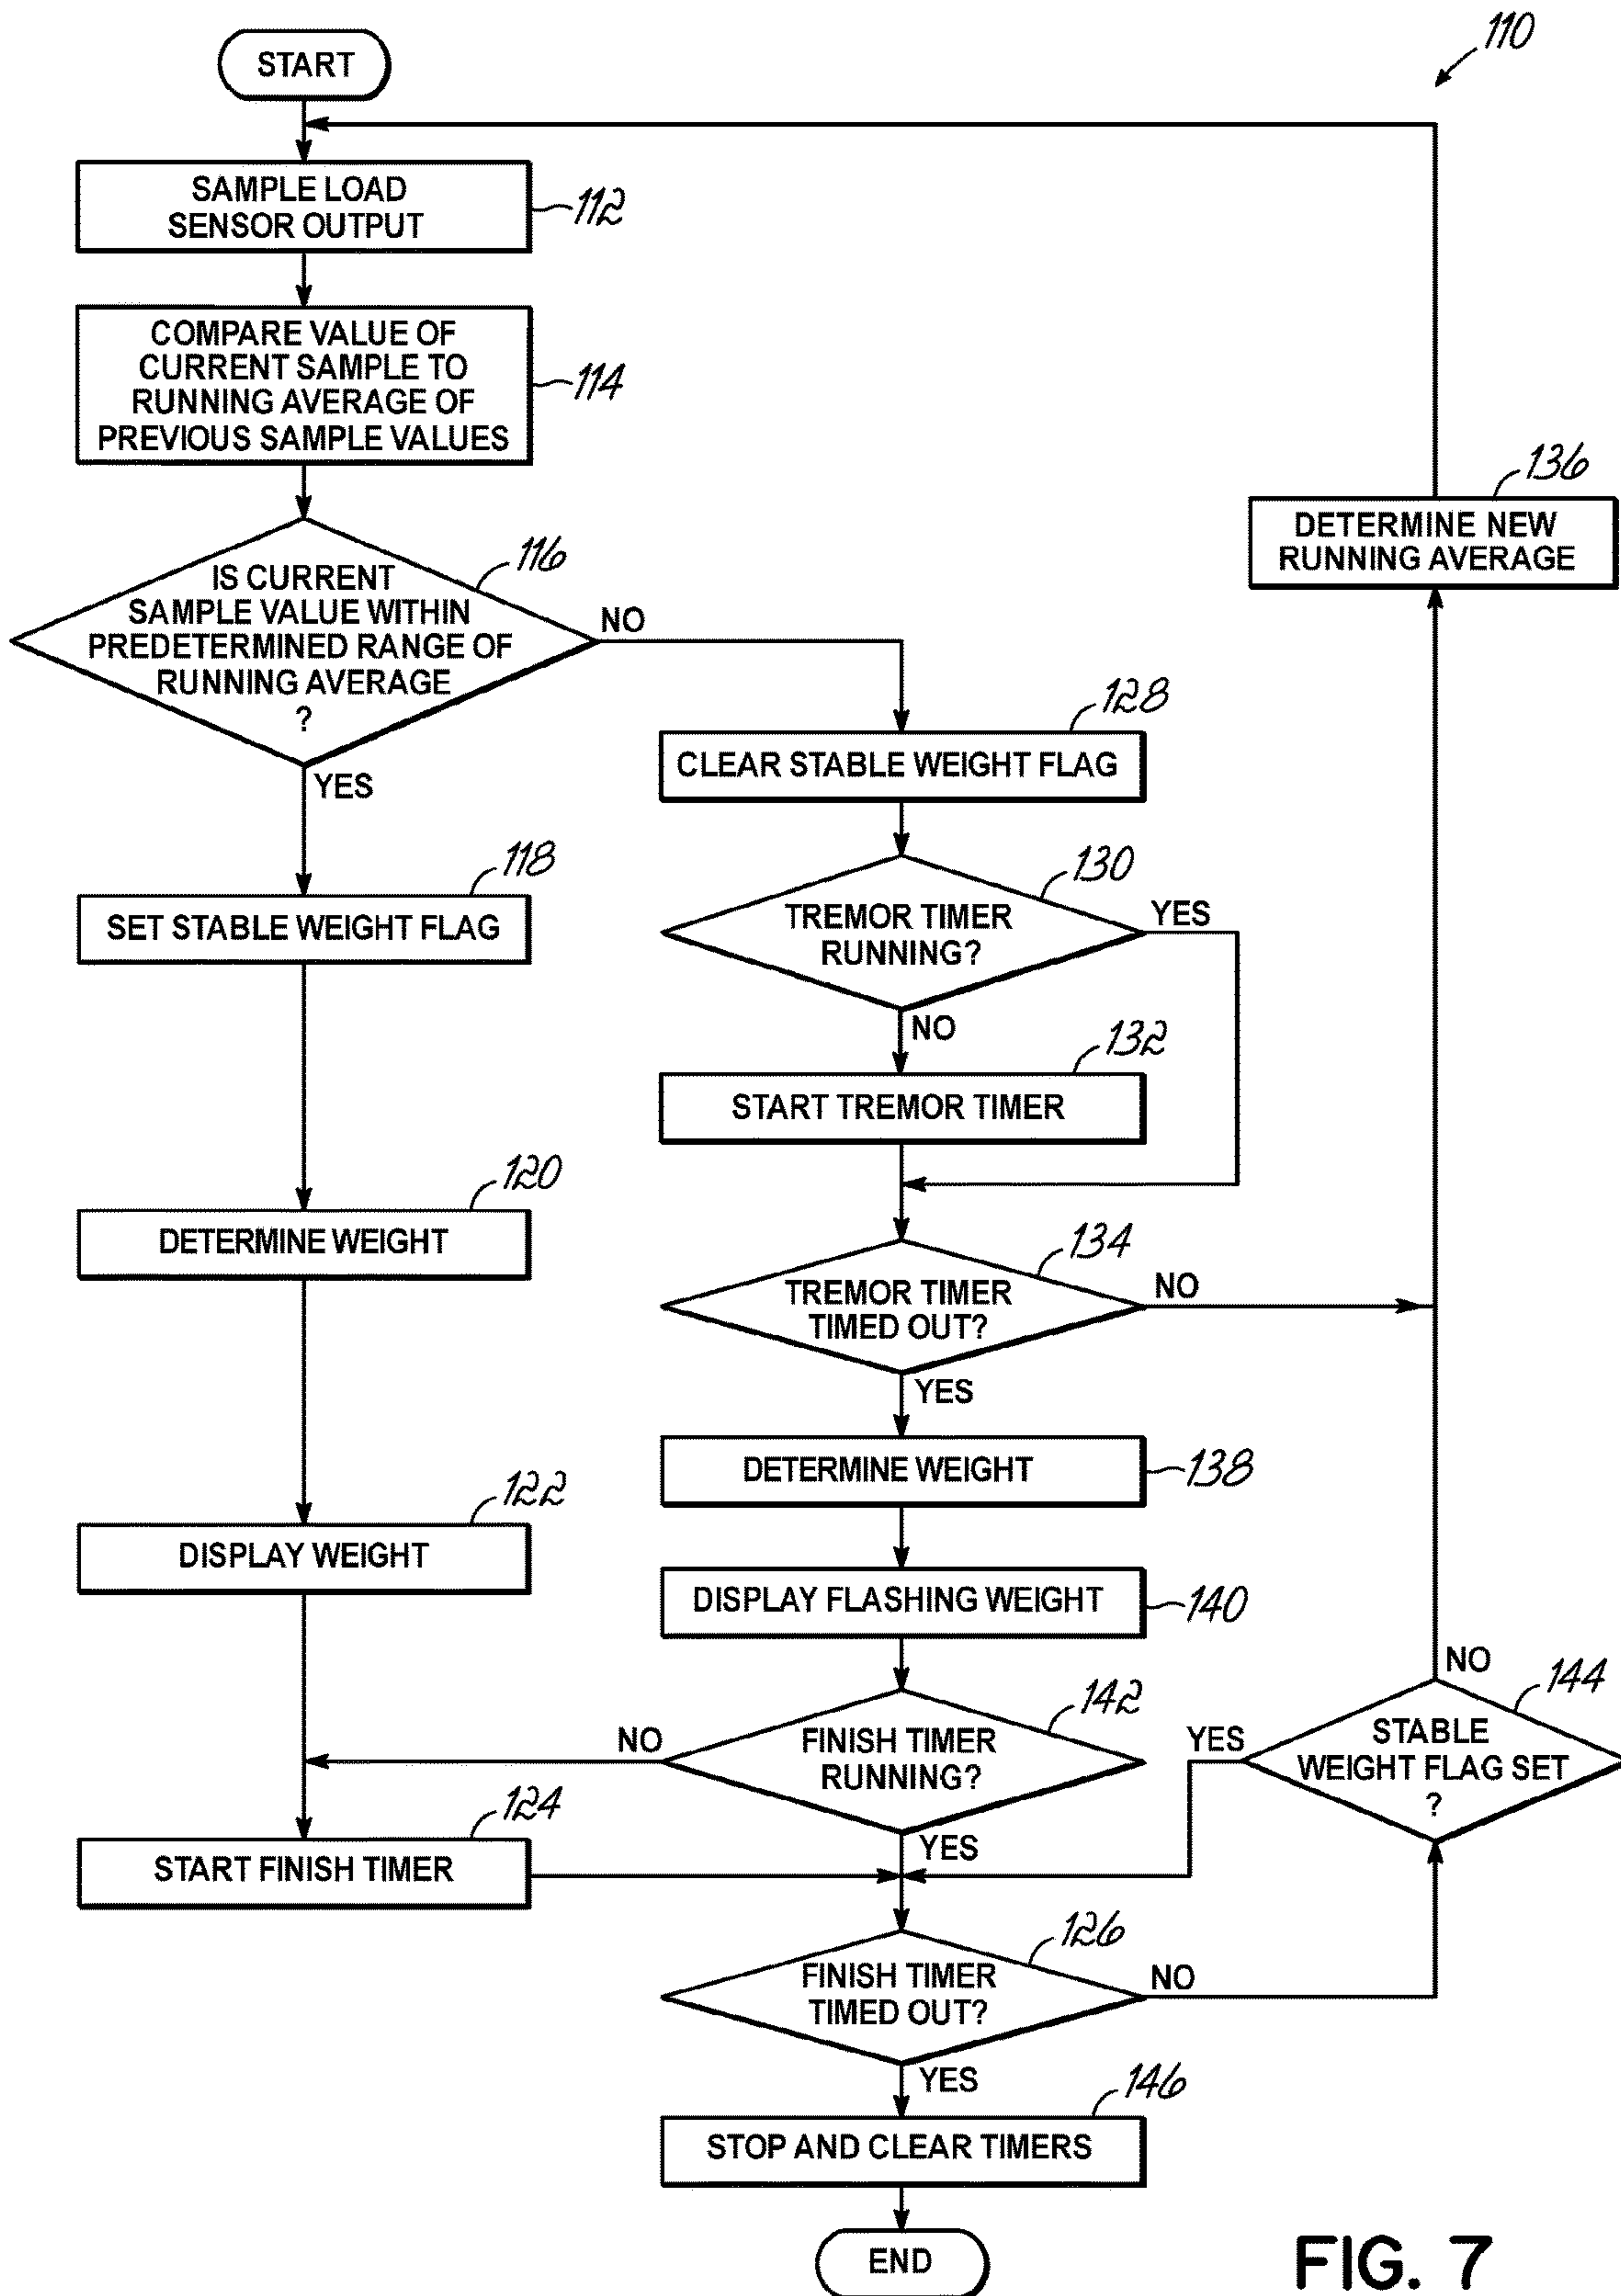 110
START
SAMPLE LOAD
SENSOR OUTPUT
112
COMPARE VALUE OF
CURRENT SAMPLE TO
RUNNING AVERAGE OF
PREVIOUS SAMPLE VALUES
114
136
DETERMINE NEW
RUNNING AVERAGE
116
IS CURRENT
SAMPLE VALUE WITHIN
PREDETERMINED RANGE OF
RUNNING AVERAGE
?
NO
YES
128
CLEAR STABLE WEIGHT FLAG
118
SET STABLE WEIGHT FLAG
130
TREMOR TIMER
RUNNING?
YES
NO
132
START TREMOR TIMER
120
DETERMINE WEIGHT
134
TREMOR TIMER
TIMED OUT?
NO
YES
DETERMINE WEIGHT
138
122
DISPLAY WEIGHT
DISPLAY FLASHING WEIGHT
140
142
FINISH TIMER
RUNNING?
NO
YES
NO
144
STABLE
WEIGHT FLAG SET
?
YES
124
START FINISH TIMER
126
FINISH TIMER
TIMED OUT?
NO
YES
146
STOP AND CLEAR TIMERS
END
FIG. 7